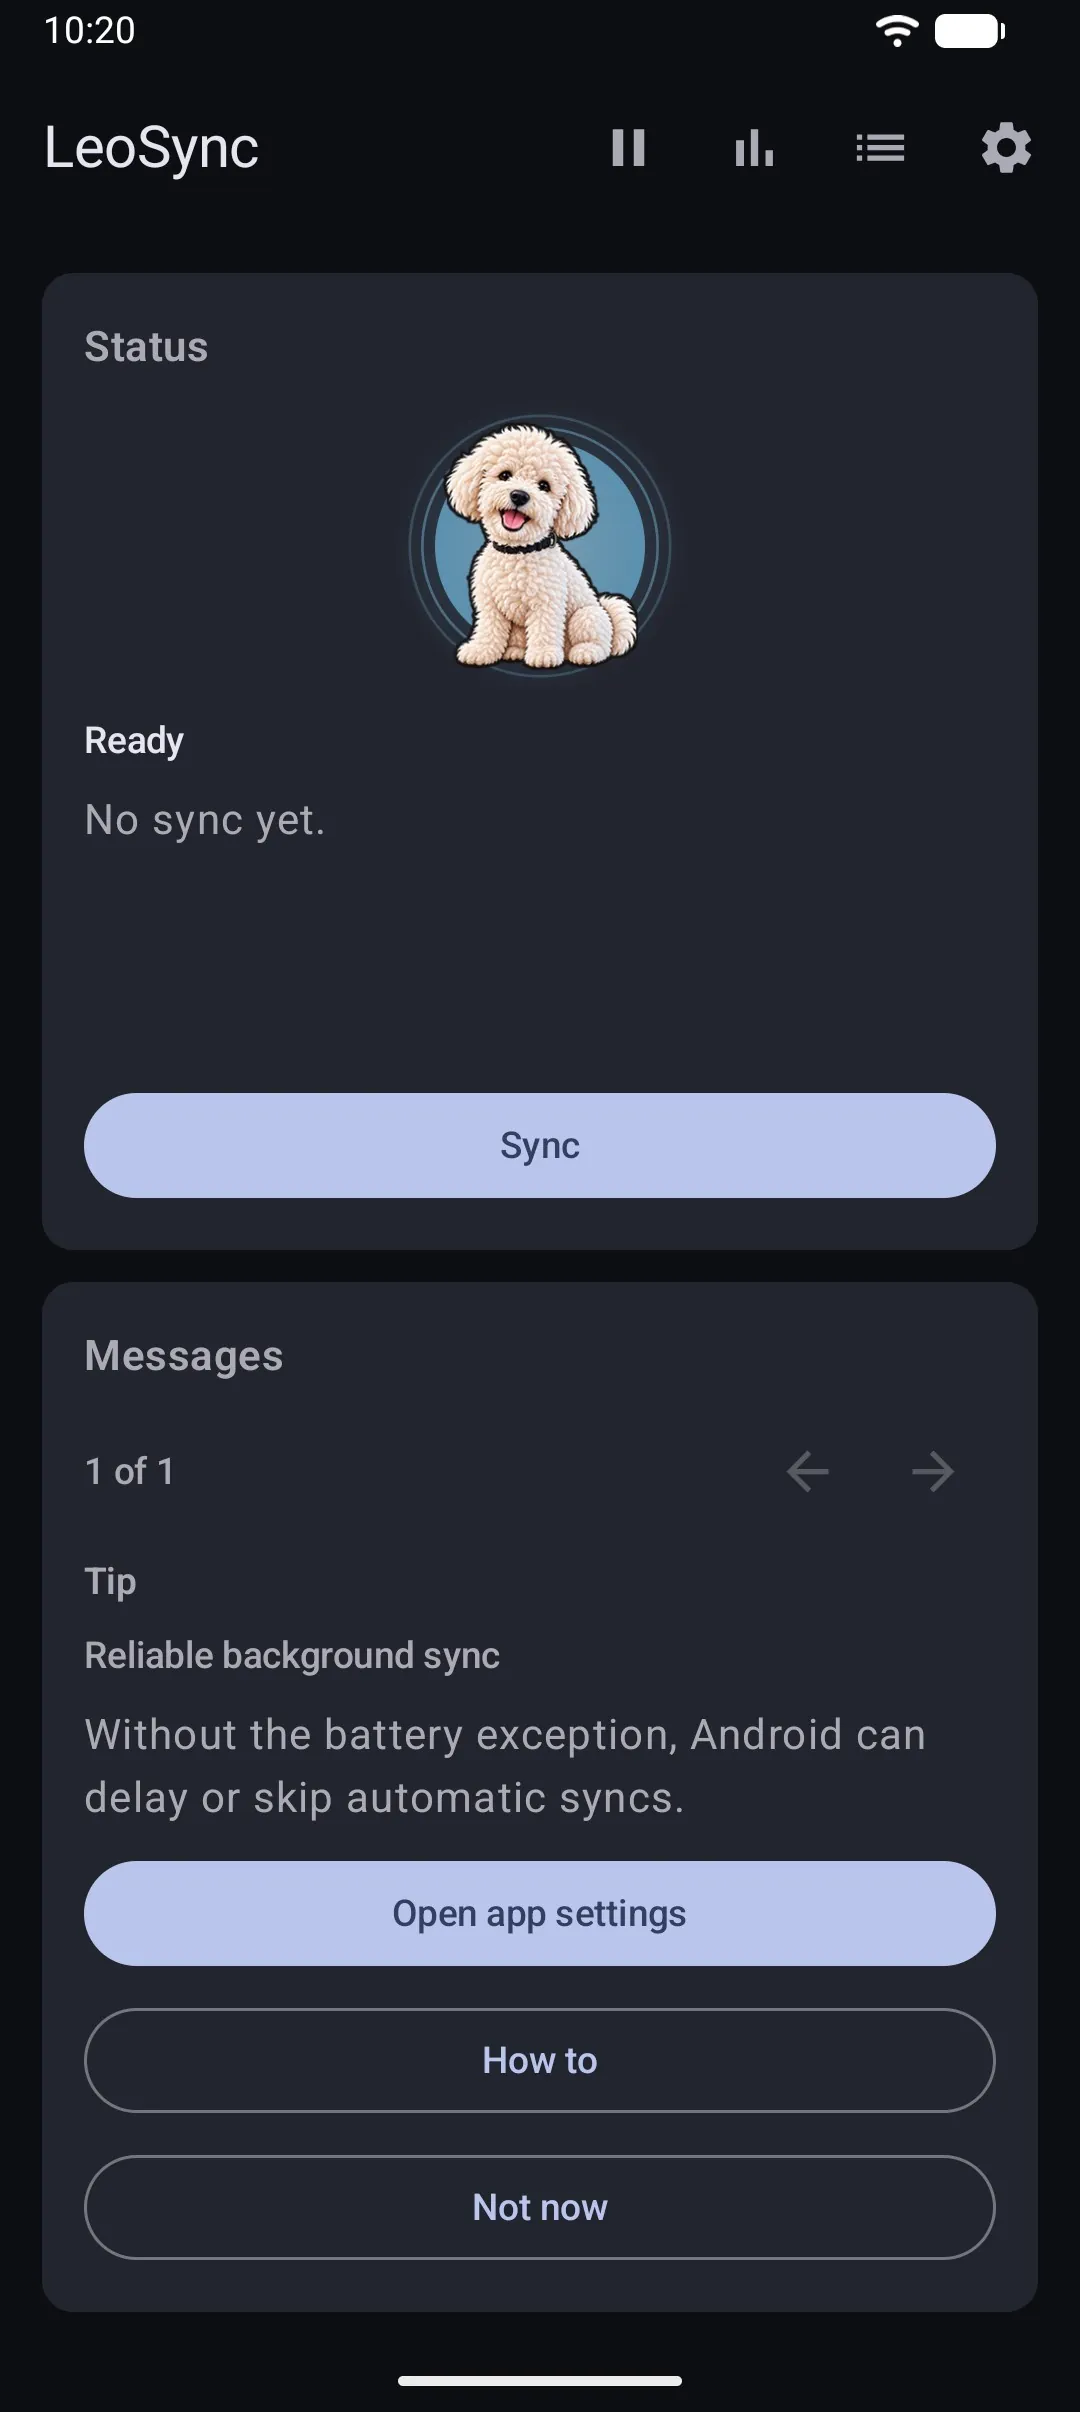 10:20
LeoSync
Status
Ready
No sync yet.
Sync
Messages
1 of 1
Tip
Reliable background sync
Without the battery exception, Android can
delay or skip automatic syncs.
Open app settings
How to
Not now